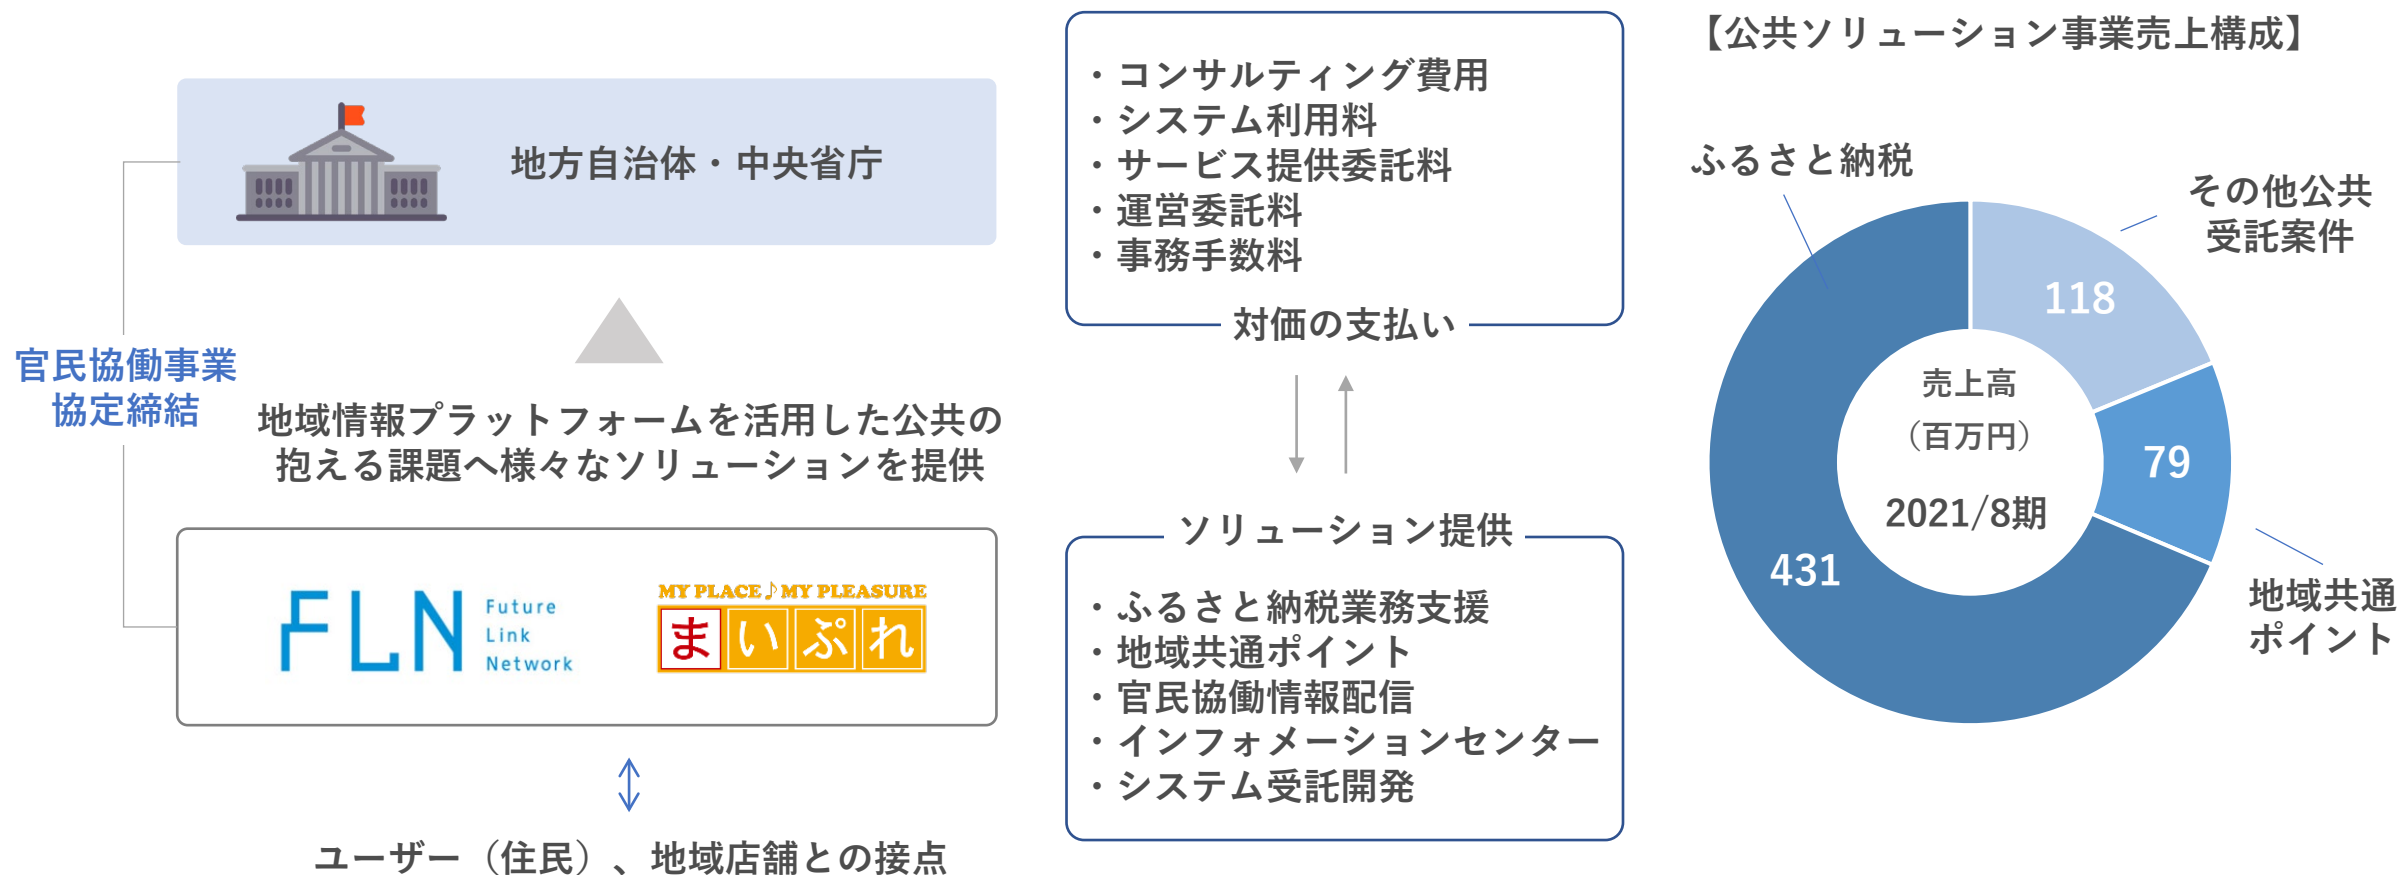 地方自治体・中央省庁
官民協働事業
協定締結
地域情報プラットフォームを活用した公共の
抱える課題へ様々なソリューションを提供
FLN
Future
Link
Network
MY PLACE♪MY PLEASURE
まいぷれ
ユーザー（住民）、地域店舗との接点
・コンサルティング費用
・システム利用料
・サービス提供委託料
・運営委託料
・事務手数料
対価の支払い
ソリューション提供
・ふるさと納税業務支援
・地域共通ポイント
・官民協働情報配信
・インフォメーションセンター
・システム受託開発
【公共ソリューション事業売上構成】
ふるさと納税
その他公共
受託案件
118
売上高
（百万円）
2021/8期
79
431
地域共通
ポイント